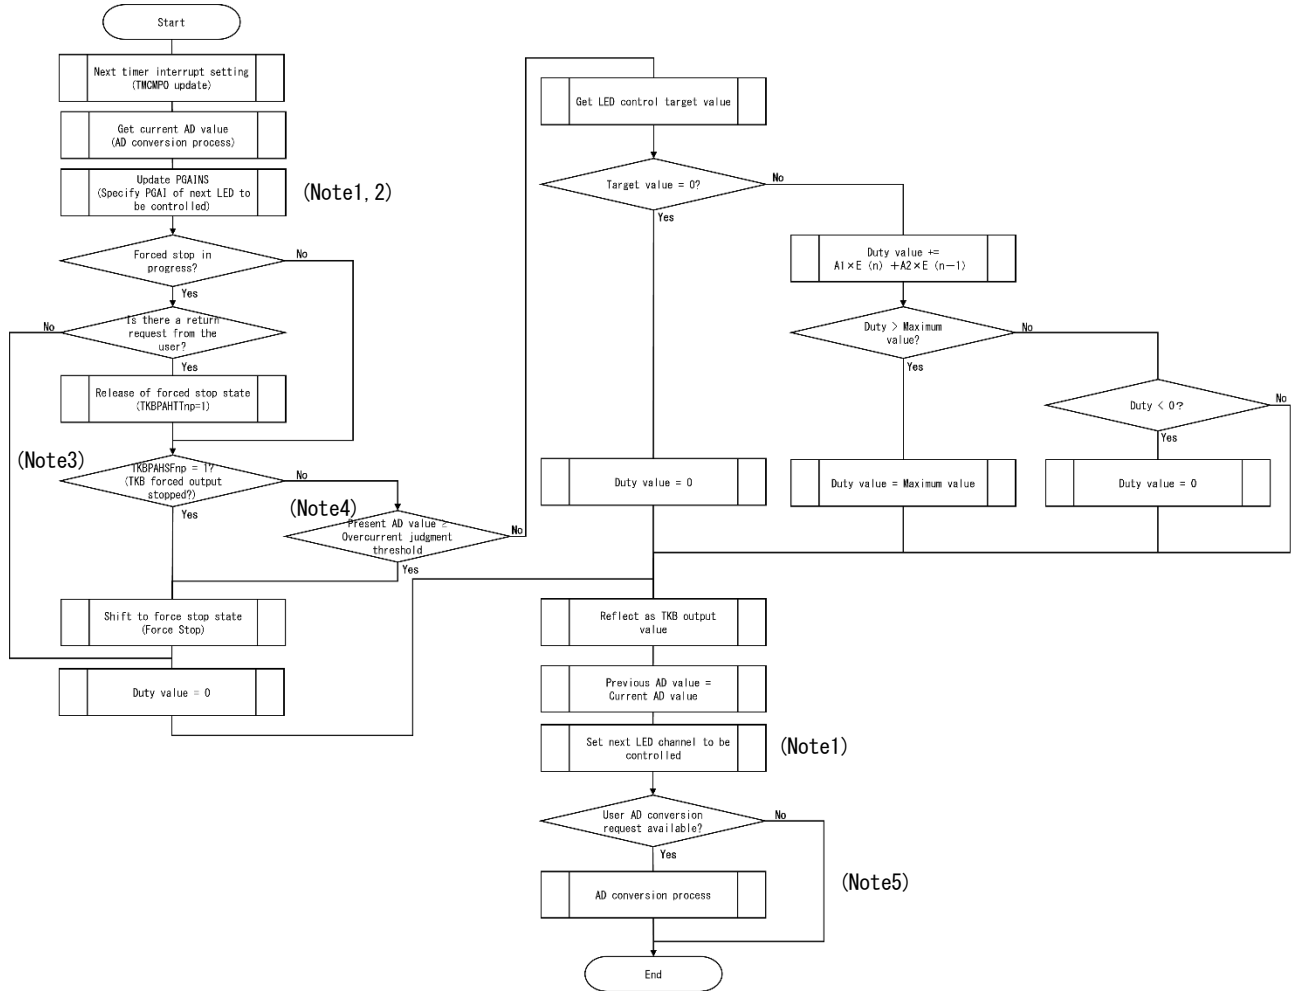 Start
Next timer interrupt setting
(TMCMP0 update)
Get current AD value
(AD conversion process)
Update PGAINS
(Specify PGAI of next LED to
be controlled)
(Note1, 2)
Forced stop in
progress?
No
Yes
Is there a return
request from the
user?
No
Yes
Release of forced stop state
(TKBPAHTTnp=1)
(Note3)
TKBPAHSFnp = 1?
(TKB forced output
stopped?)
No
Yes
(Note4)
Present AD value ≥
Overcurrent judgment
threshold
No
Yes
Shift to force stop state
(Force Stop)
Duty value = 0
Get LED control target value
Target value = 0?
No
Yes
Duty value +=
A1×E (n) +A2×E (n−1)
Duty > Maximum
value?
No
Yes
Duty < 0?
No
Yes
Duty value = 0
Duty value = Maximum value
Duty value = 0
Reflect as TKB output
value
Previous AD value =
Current AD value
Set next LED channel to be
controlled
(Note1)
User AD conversion
request available?
No
Yes
AD conversion process
(Note5)
End